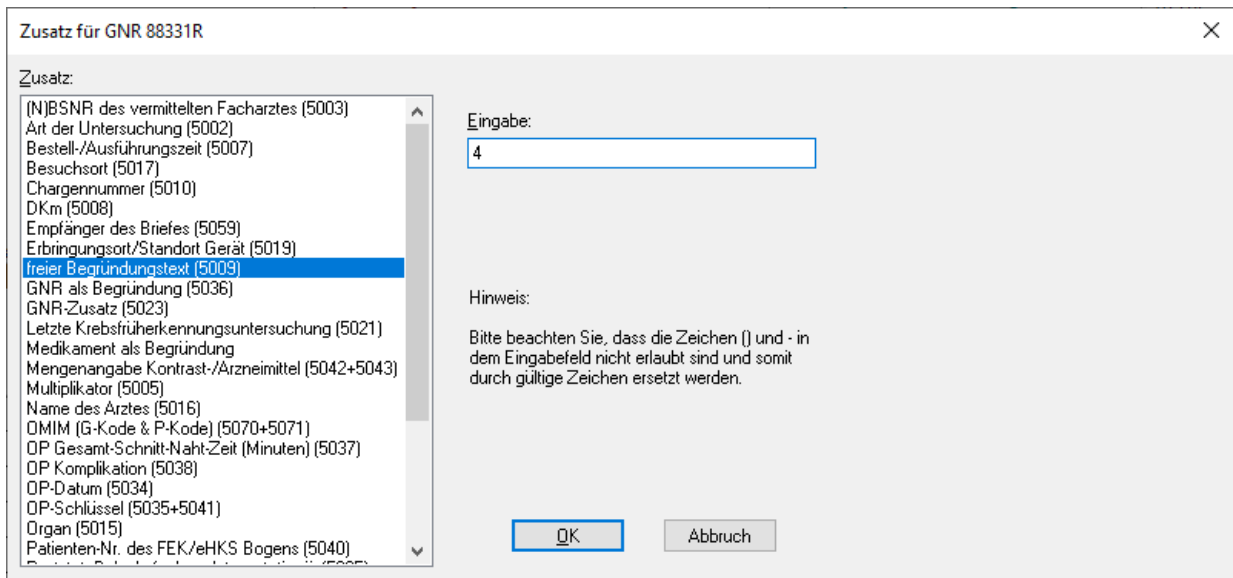 Zusatz für GNR 88331R
Zusatz:
(N)BSNR des vermittelten Facharztes (5003)
Art der Untersuchung (5002)
Bestell-/Ausführungszeit (5007)
Besuchsort (5017)
Chargennummer (5010)
DKm (5008)
Empfänger des Briefes (5059)
Erbringungsort/Standort Gerät (5019)
freier Begründungstext (5009)
GNR als Begründung (5036)
GNR-Zusatz (5023)
Letzte Krebsfrüherkennungsuntersuchung (5021)
Medikament als Begründung
Mengenangabe Kontrast-/Arzneimittel (5042+5043)
Multiplikator (5005)
Name des Arztes (5016)
OMIM (G-Kode & P-Kode) (5070+5071)
OP Gesamt-Schnitt-Naht-Zeit (Minuten) (5037)
OP Komplikation (5038)
OP-Datum (5034)
OP-Schlüssel (5035+5041)
Organ (5015)
Patienten-Nr. des FEK/eHKS Bogens (5040)
Eingabe:
4
Hinweis:
Bitte beachten Sie, dass die Zeichen () und - in
dem Eingabefeld nicht erlaubt sind und somit
durch gültige Zeichen ersetzt werden.
OK
Abbruch